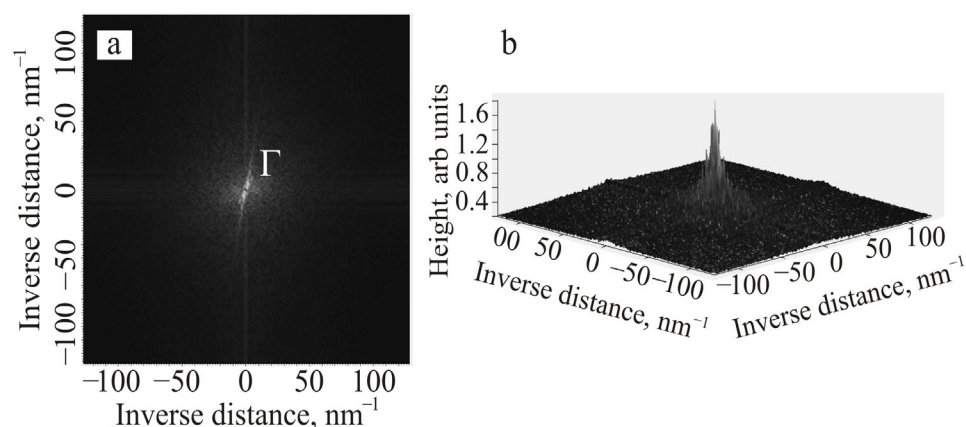 a
Inverse distance, nm⁻¹
100
50
0
−50
−100
Γ
−100 −50 0 50 100
Inverse distance, nm⁻¹
b
Height, arb units
1.6
1.2
0.8
0.4
00 50 0 −50 −100
Inverse distance, nm⁻¹
−100 −50 0 50 100
Inverse distance, nm⁻¹